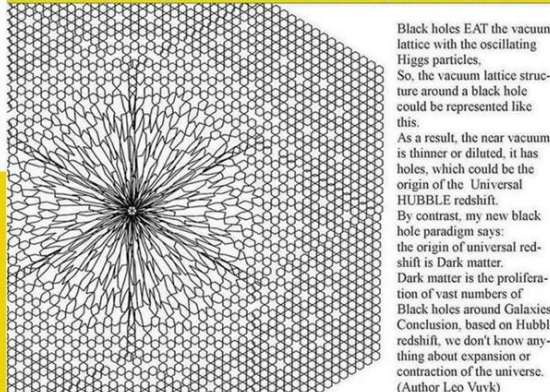 Black holes EAT the vacuum
lattice with the oscillating
Higgs particles,
So, the vacuum lattice struc-
ture around a black hole
could be represented like
this.
As a result, the near vacuum
is thinner or diluted, it has
holes, which could be the
origin of the Universal
HUBBLE redshift.
By contrast, my new black
hole paradigm says:
the origin of universal red-
shift is Dark matter.
Dark matter is the prolifera-
tion of vast numbers of
Black holes around Galaxies
Conclusion, based on Hubbl
redshift, we don't know any-
thing about expansion or
contraction of the universe.
(Author Leo Vuyk)